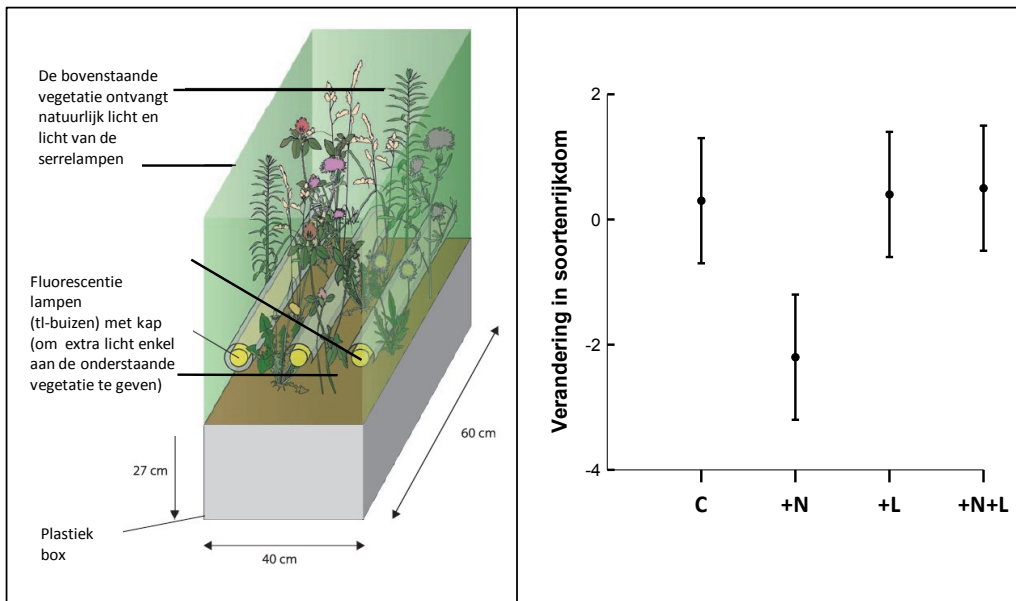 De bovenstaande
vegetatie ontvangt
natuurlijk licht en
licht van de
serrelampen
Fluorescentie
lampen
(tl-buizen) met kap
(om extra licht enkel
aan de onderstaande
vegetatie te geven)
27 cm
60 cm
Plastiek
box
40 cm
Verandering in soortenrijkdom
2
0
-2
-4
C
+N
+L
+N+L